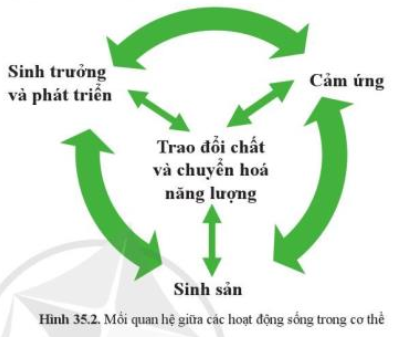 Sinh trưởng
và phát triển
Cảm ứng
Trao đổi chất
và chuyển hoá
năng lượng
Sinh sản
Hình 35.2. Mối quan hệ giữa các hoạt động sống trong cơ thể